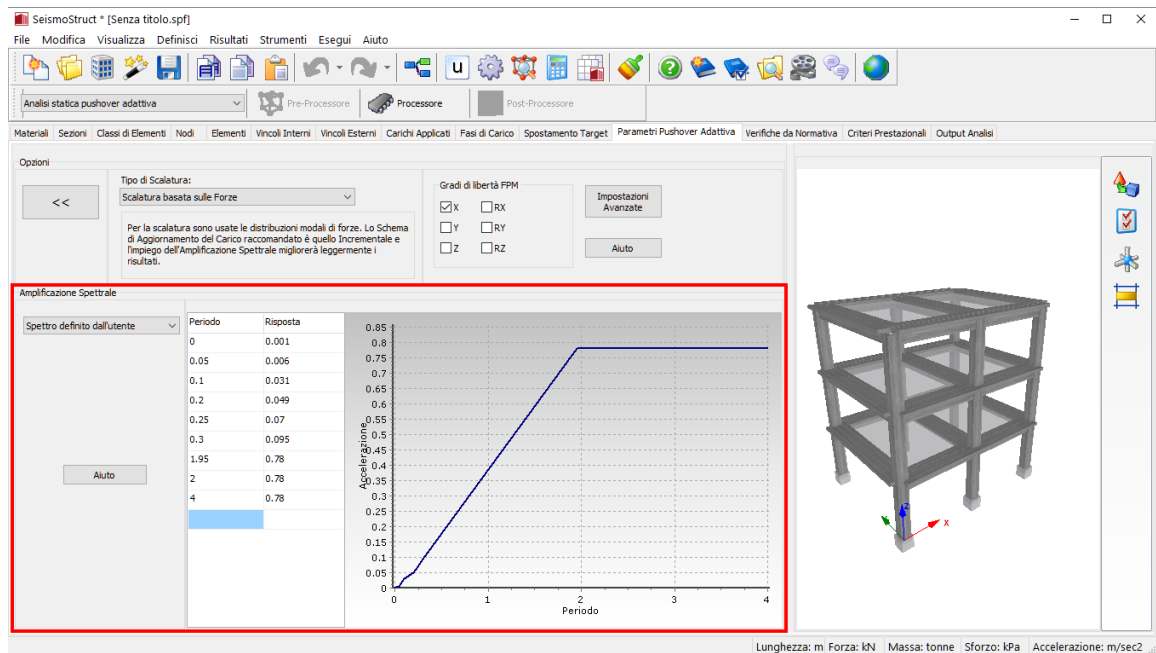 SeismoStruct * [Senza titolo.spf]
File Modifica Visualizza Definisci Risultati Strumenti Esegui Aiuto
u
Analisi statica pushover adattiva
Pre-Processore
Processore
Post-Processore
Materiali Sezioni Classi di Elementi Nodi Elementi Vincoli Interni Vincoli Esterni Carichi Applicati Fasi di Carico Spostamento Target Parametri Pushover Adattiva Verifiche da Normativa Criteri Prestazionali Output Analisi
Opzioni
<<
Tipo di Scalatura:
Scalatura basata sulle Forze
Per la scalatura sono usate le distribuzioni modali di forze. Lo Schema
di Aggiornamento del Carico raccomandato è quello Incrementale e
l'impiego dell'Amplificazione Spettrale migliorerà leggermente i
risultati.
Gradi di libertà FPM
X RX
Y RY
Z RZ
Impostazioni
Avanzate
Aiuto
Amplificazione Spettrale
Spettro definito dall'utente
Aiuto
Periodo Risposta
0 0.001
0.05 0.006
0.1 0.031
0.2 0.049
0.25 0.07
0.3 0.095
1.95 0.78
2 0.78
4 0.78
Accelerazione
0.85
0.8
0.75
0.7
0.65
0.6
0.55
0.5
0.45
0.4
0.35
0.3
0.25
0.2
0.15
0.1
0.05
0
0 1 2 3 4
Periodo
Z
Y
X
Lunghezza: m Forza: kN Massa: tonne Sforzo: kPa Accelerazione: m/sec2